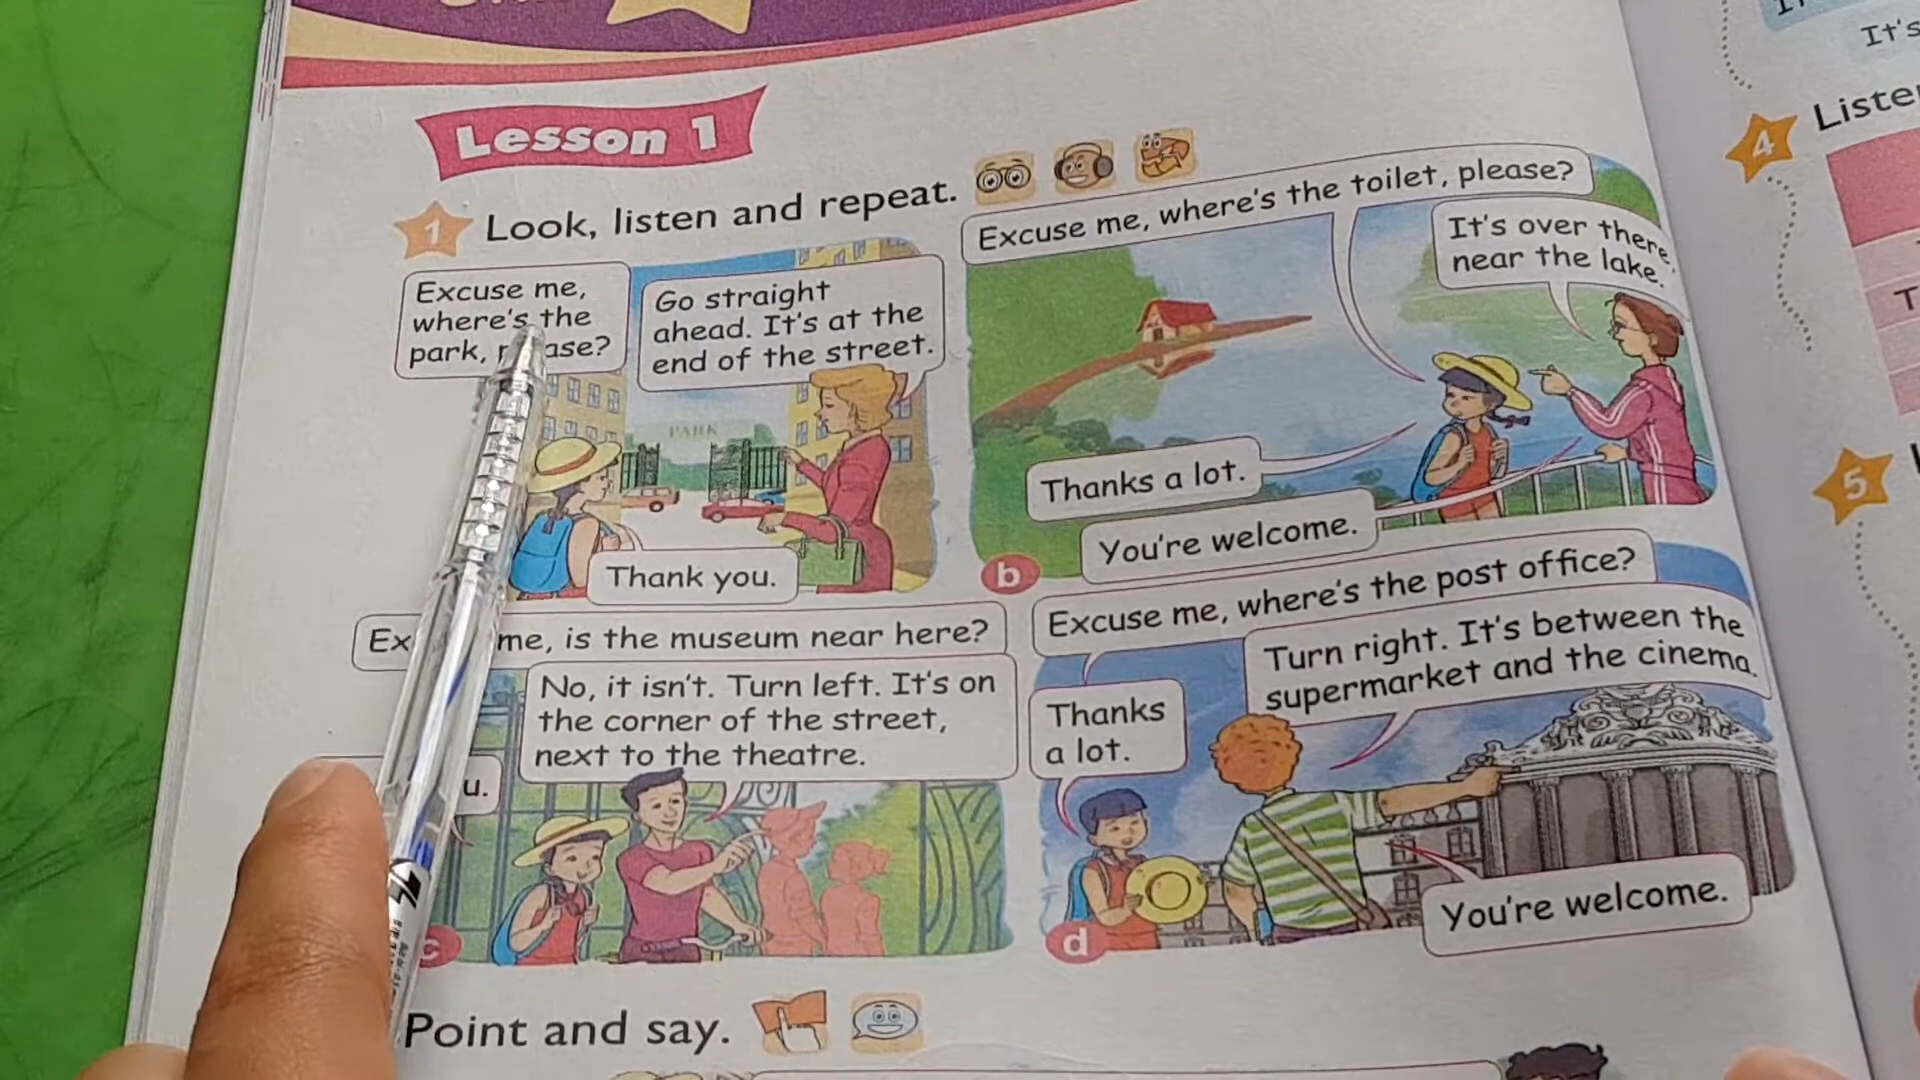 Lesson 1
1 Look, listen and repeat.
Excuse me,
where's the
park,
Go straight
ahead. It's at the
end of the street.
PARK
Thank you.
Excuse me, where's the toilet, please?
It's over there,
near the lake.
Thanks a lot.
You're welcome.
b
me, is the museum near here?
No, it isn't. Turn left. It's on
the corner of the street,
next to the theatre.
c
Excuse me, where's the post office?
Turn right. It's between the
supermarket and the cinema.
Thanks
a lot.
You're welcome.
d
Point and say.
It's
4
5